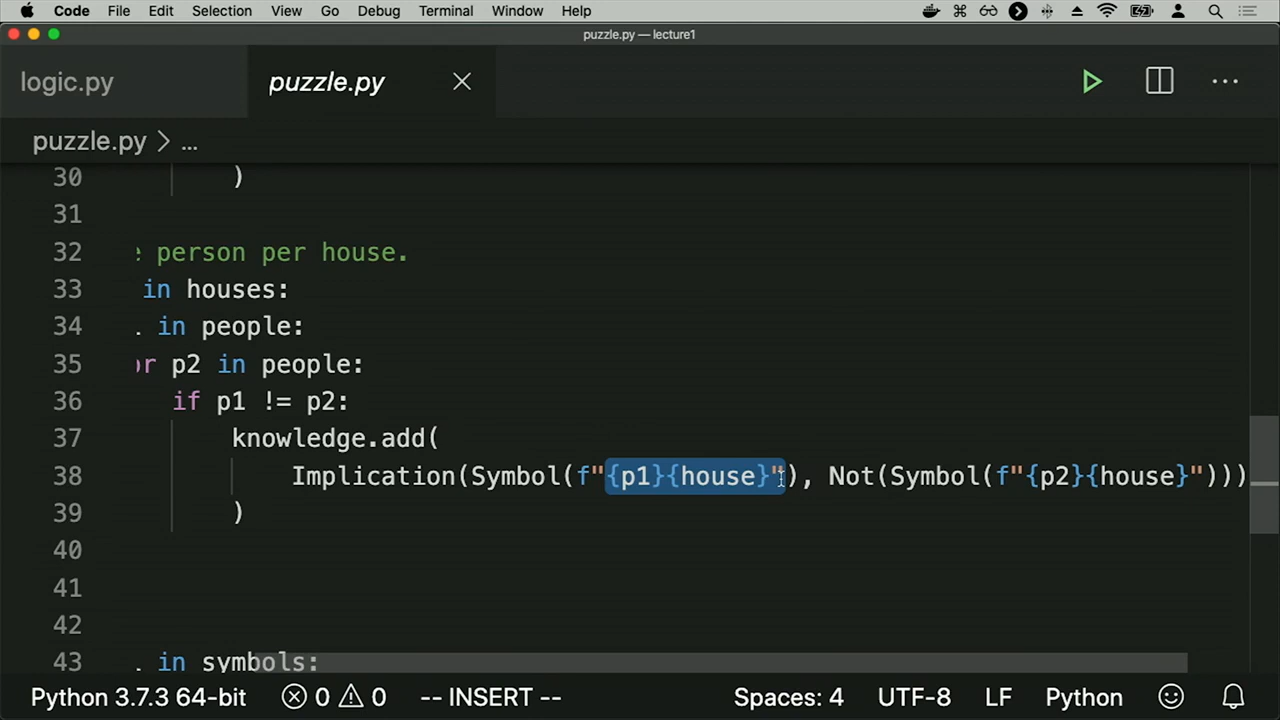 Code File Edit Selection View Go Debug Terminal Window Help
puzzle.py — lecture1
logic.py puzzle.py
puzzle.py > ...
30 )
31
32 e person per house.
33 in houses:
34 . in people:
35 or p2 in people:
36 if p1 != p2:
37 knowledge.add(
38 Implication(Symbol(f"{p1}{house}"), Not(Symbol(f"{p2}{house}")))
39 )
40
41
42
43 . in symbols:
Python 3.7.3 64-bit 0 0 -- INSERT -- Spaces: 4 UTF-8 LF Python